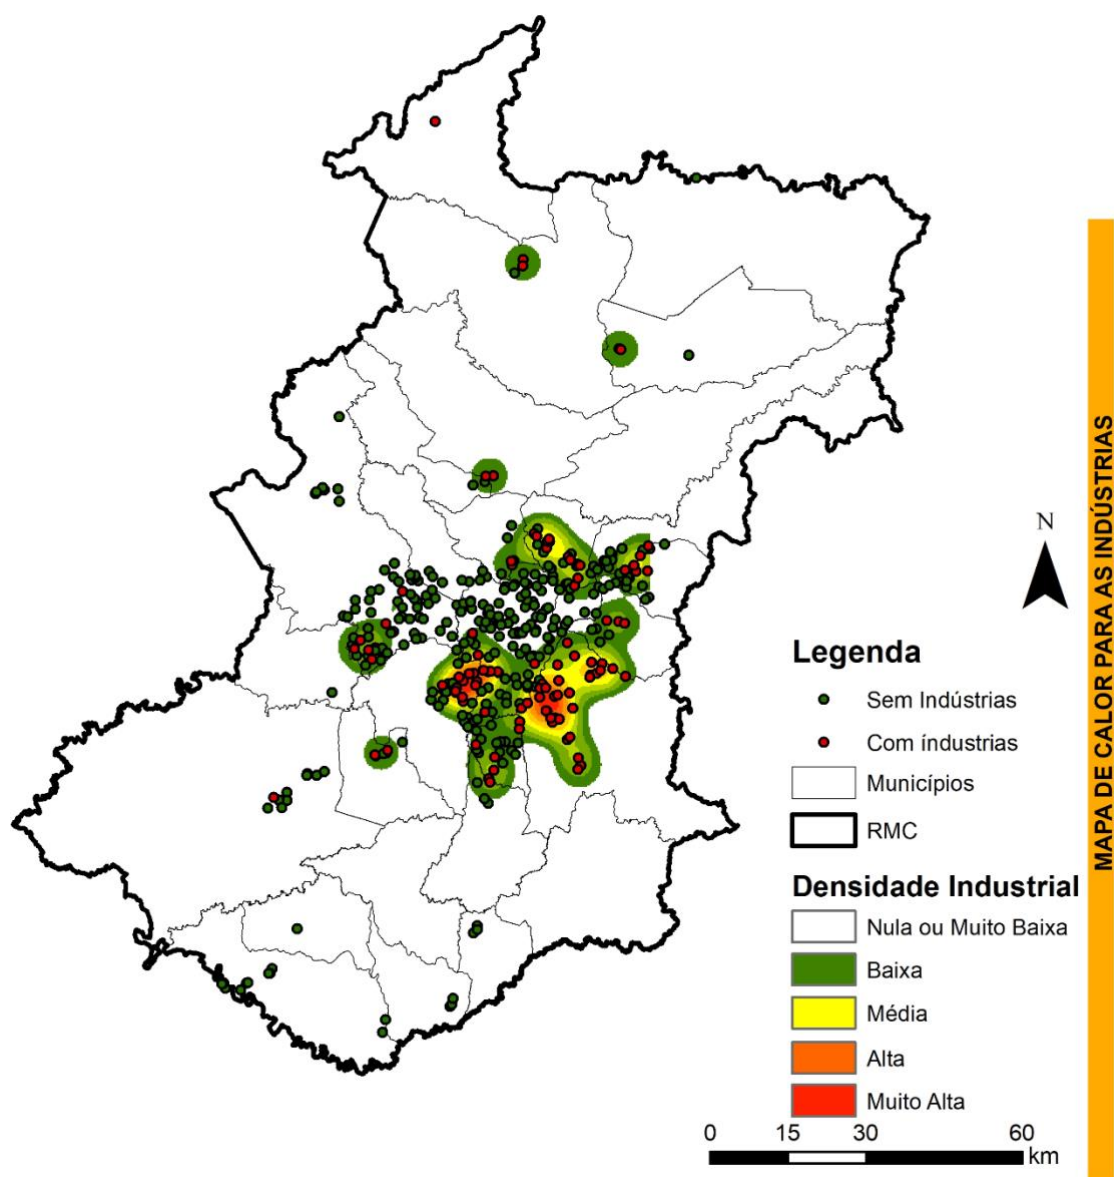 MAPA DE CALOR PARA AS INDÚSTRIAS
N
Legenda
Sem Indústrias
Com índustrias
Municípios
RMC
Densidade Industrial
Nula ou Muito Baixa
Baixa
Média
Alta
Muito Alta
0 15 30 60
km